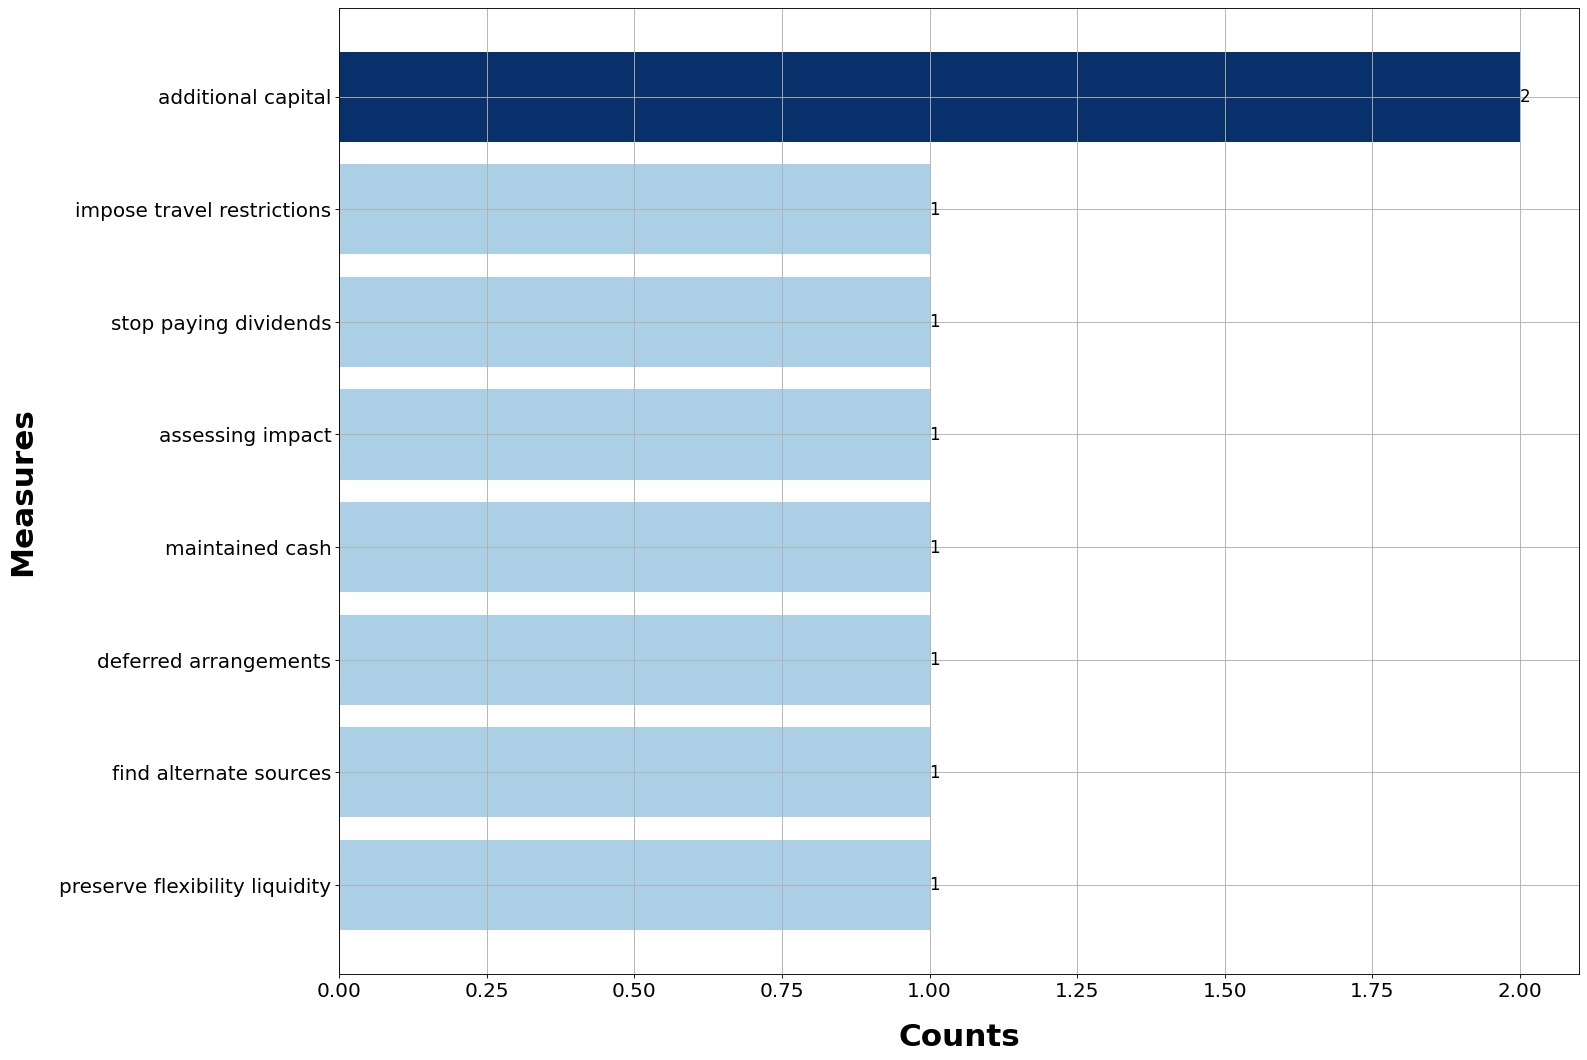 Measures
additional capital
2
impose travel restrictions
1
stop paying dividends
1
assessing impact
1
maintained cash
1
deferred arrangements
1
find alternate sources
1
preserve flexibility liquidity
1
0.00 0.25 0.50 0.75 1.00 1.25 1.50 1.75 2.00
Counts